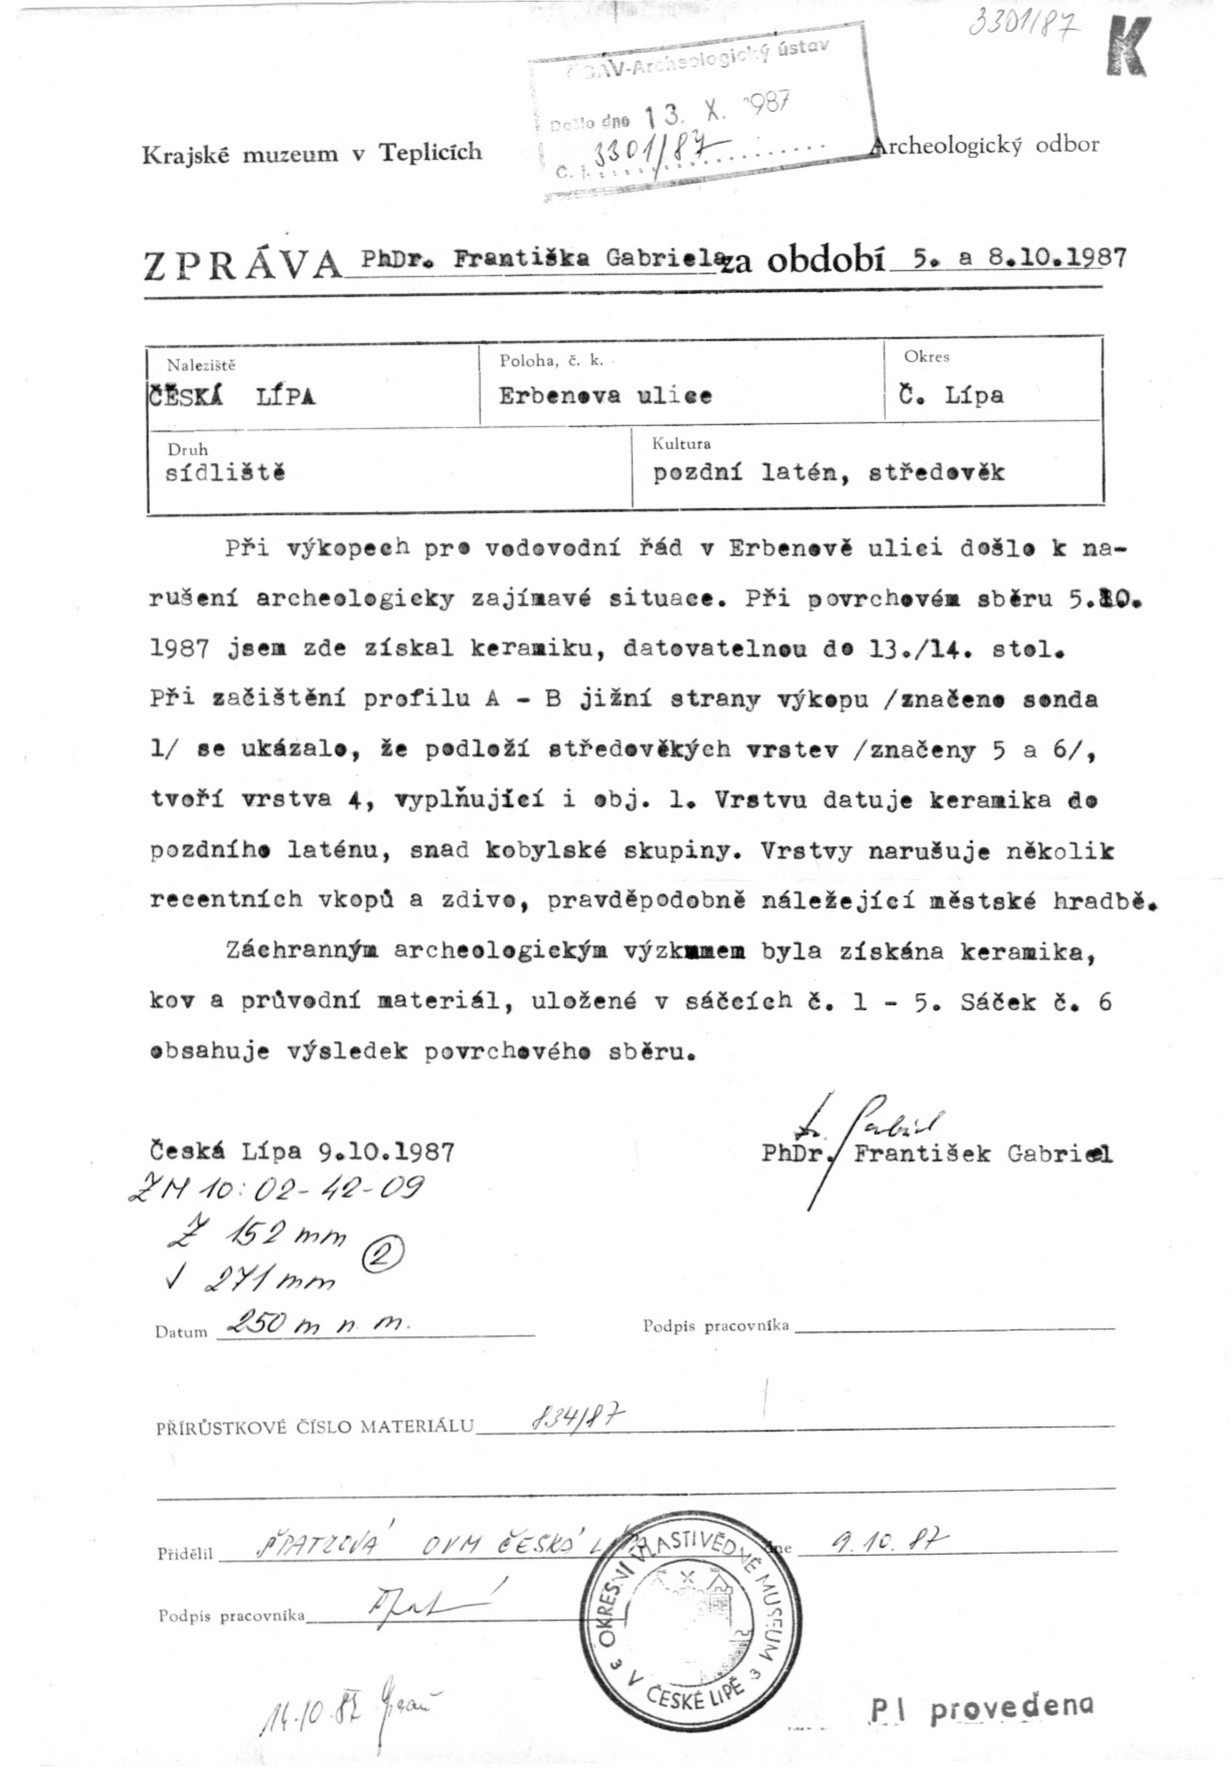 3301/87 K
ČSAV-Archeologický ústav
Došlo dne 13. X. 1987
Č. j. 3301/87
Krajské muzeum v Teplicích
Archeologický odbor
ZPRÁVA PhDr. Františka Gabriela za období 5. a 8.10.1987
Naleziště
ČESKÁ LÍPA
Poloha, č. k.
Erbenova ulice
Okres
Č. Lípa
Druh
sídliště
Kultura
pozdní latén, středověk
Při výkopech pro vodovodní řád v Erbenově ulici došlo k na-
rušení archeologicky zajímavé situace. Při povrchovém sběru 5.10.
1987 jsem zde získal keramiku, datovatelnou do 13./14. stol.
Při začištění profilu A - B jižní strany výkopu /značeno sonda
1/ se ukázalo, že podloží středověkých vrstev /značeny 5 a 6/,
tvoří vrstva 4, vyplňující i obj. 1. Vrstvu datuje keramika do
pozdního laténu, snad kobylské skupiny. Vrstvy narušuje několik
recentních vkopů a zdivo, pravděpodobně náležející městské hradbě.
Záchranným archeologickým výzkumem byla získána keramika,
kov a průvodní materiál, uložené v sáčcích č. 1 - 5. Sáček č. 6
obsahuje výsledek povrchového sběru.
Česká Lípa 9.10.1987
PhDr. František Gabriel
ZM 10: 02-42-09
Z 152 mm
J 271 mm
2
Datum 250 m n. m.
Podpis pracovníka
PŘÍRŮSTKOVÉ ČÍSLO MATERIÁLU 834/87
Přidělil ŠPATZOVÁ OVM ČESKÁ LÍPA dne 9.10.87
Podpis pracovníka
OKRESNÍ VLASTIVĚDNÉ MUSEUM
V ČESKÉ LÍPĚ
14.10.87
PI provedena